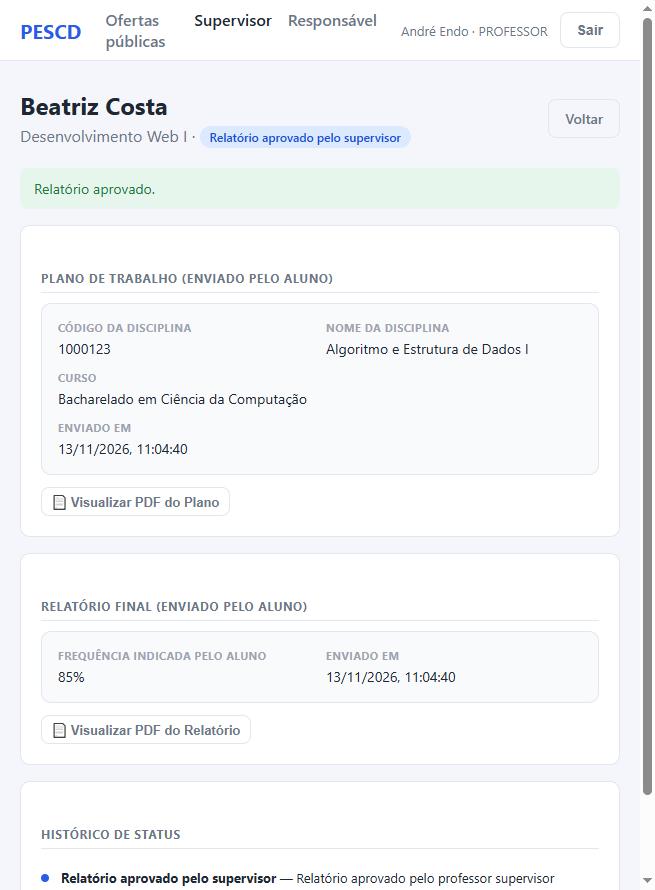 PESCD
Ofertas públicas
Supervisor
Responsável
André Endo · PROFESSOR
Sair
Beatriz Costa
Desenvolvimento Web I · Relatório aprovado pelo supervisor
Voltar
Relatório aprovado.
PLANO DE TRABALHO (ENVIADO PELO ALUNO)
CÓDIGO DA DISCIPLINA
1000123
NOME DA DISCIPLINA
Algoritmo e Estrutura de Dados I
CURSO
Bacharelado em Ciência da Computação
ENVIADO EM
13/11/2026, 11:04:40
Visualizar PDF do Plano
RELATÓRIO FINAL (ENVIADO PELO ALUNO)
FREQUÊNCIA INDICADA PELO ALUNO
85%
ENVIADO EM
13/11/2026, 11:04:40
Visualizar PDF do Relatório
HISTÓRICO DE STATUS
Relatório aprovado pelo supervisor — Relatório aprovado pelo professor supervisor